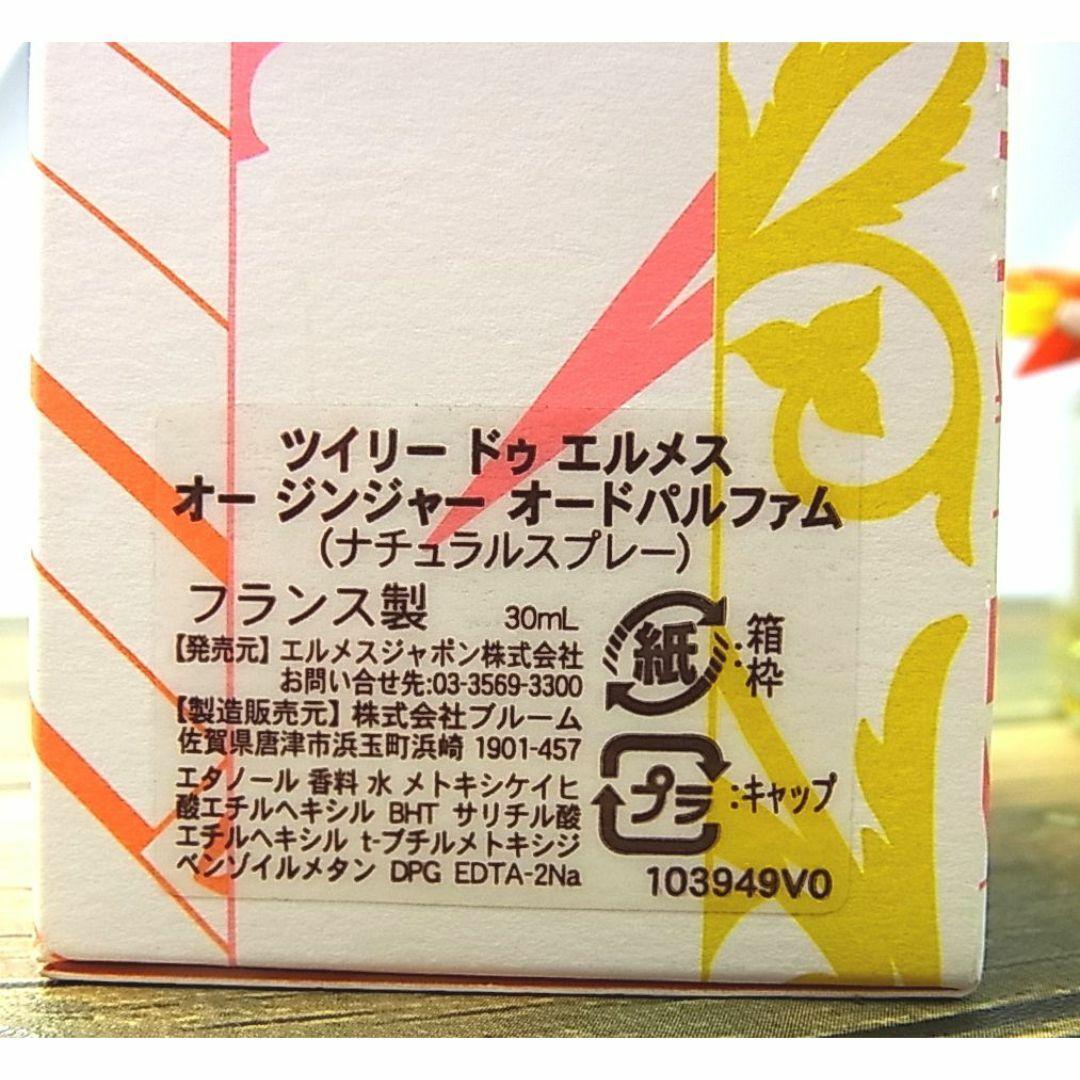 ツイリー ドゥ エルメス
オー ジンジャー オードパルファム
(ナチュラルスプレー)
フランス製 30mL
【発売元】エルメスジャポン株式会社
お問い合せ先:03-3569-3300
【製造販売元】株式会社ブルーム
佐賀県唐津市浜玉町浜崎 1901-457
エタノール 香料 水 メトキシケイヒ
酸エチルヘキシル BHT サリチル酸
エチルヘキシル t-ブチルメトキシジ
ベンゾイルメタン DPG EDTA-2Na
紙 :箱
枠
プラ :キャップ
103949V0